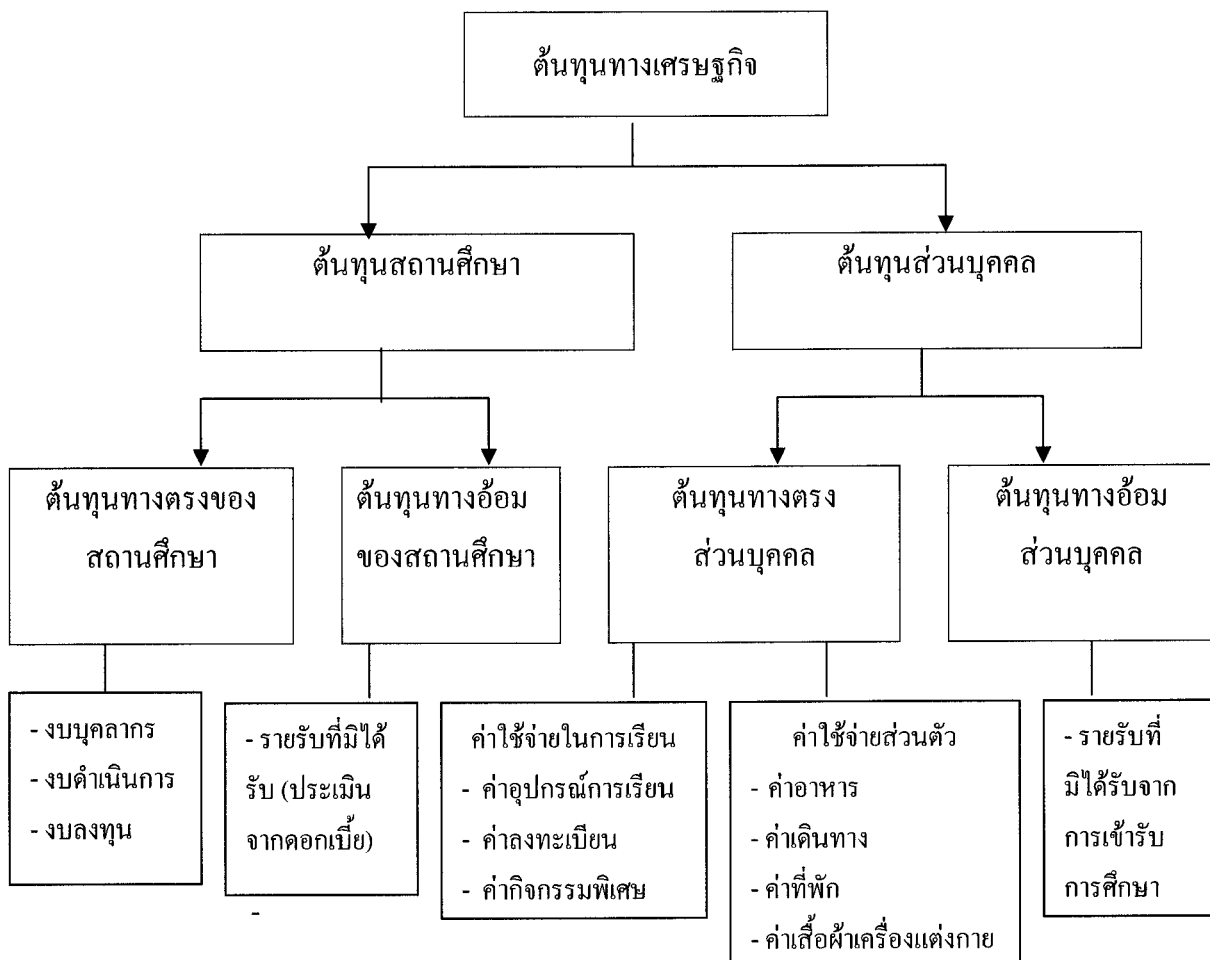 ต้นทุนทางเศรษฐกิจ
ต้นทุนสถานศึกษา
ต้นทุนส่วนบุคคล
ต้นทุนทางตรงของ
สถานศึกษา
ต้นทุนทางอ้อม
ของสถานศึกษา
ต้นทุนทางตรง
ส่วนบุคคล
ต้นทุนทางอ้อม
ส่วนบุคคล
- งบบุคลากร
- งบดำเนินการ
- งบลงทุน
- รายรับที่มิได้
รับ (ประเมิน
จากดอกเบี้ย)
-
ค่าใช้จ่ายในการเรียน
- ค่าอุปกรณ์การเรียน
- ค่าลงทะเบียน
- ค่ากิจกรรมพิเศษ
ค่าใช้จ่ายส่วนตัว
- ค่าอาหาร
- ค่าเดินทาง
- ค่าที่พัก
- ค่าเสื้อผ้าเครื่องแต่งกาย
- รายรับที่
มิได้รับจาก
การเข้ารับ
การศึกษา